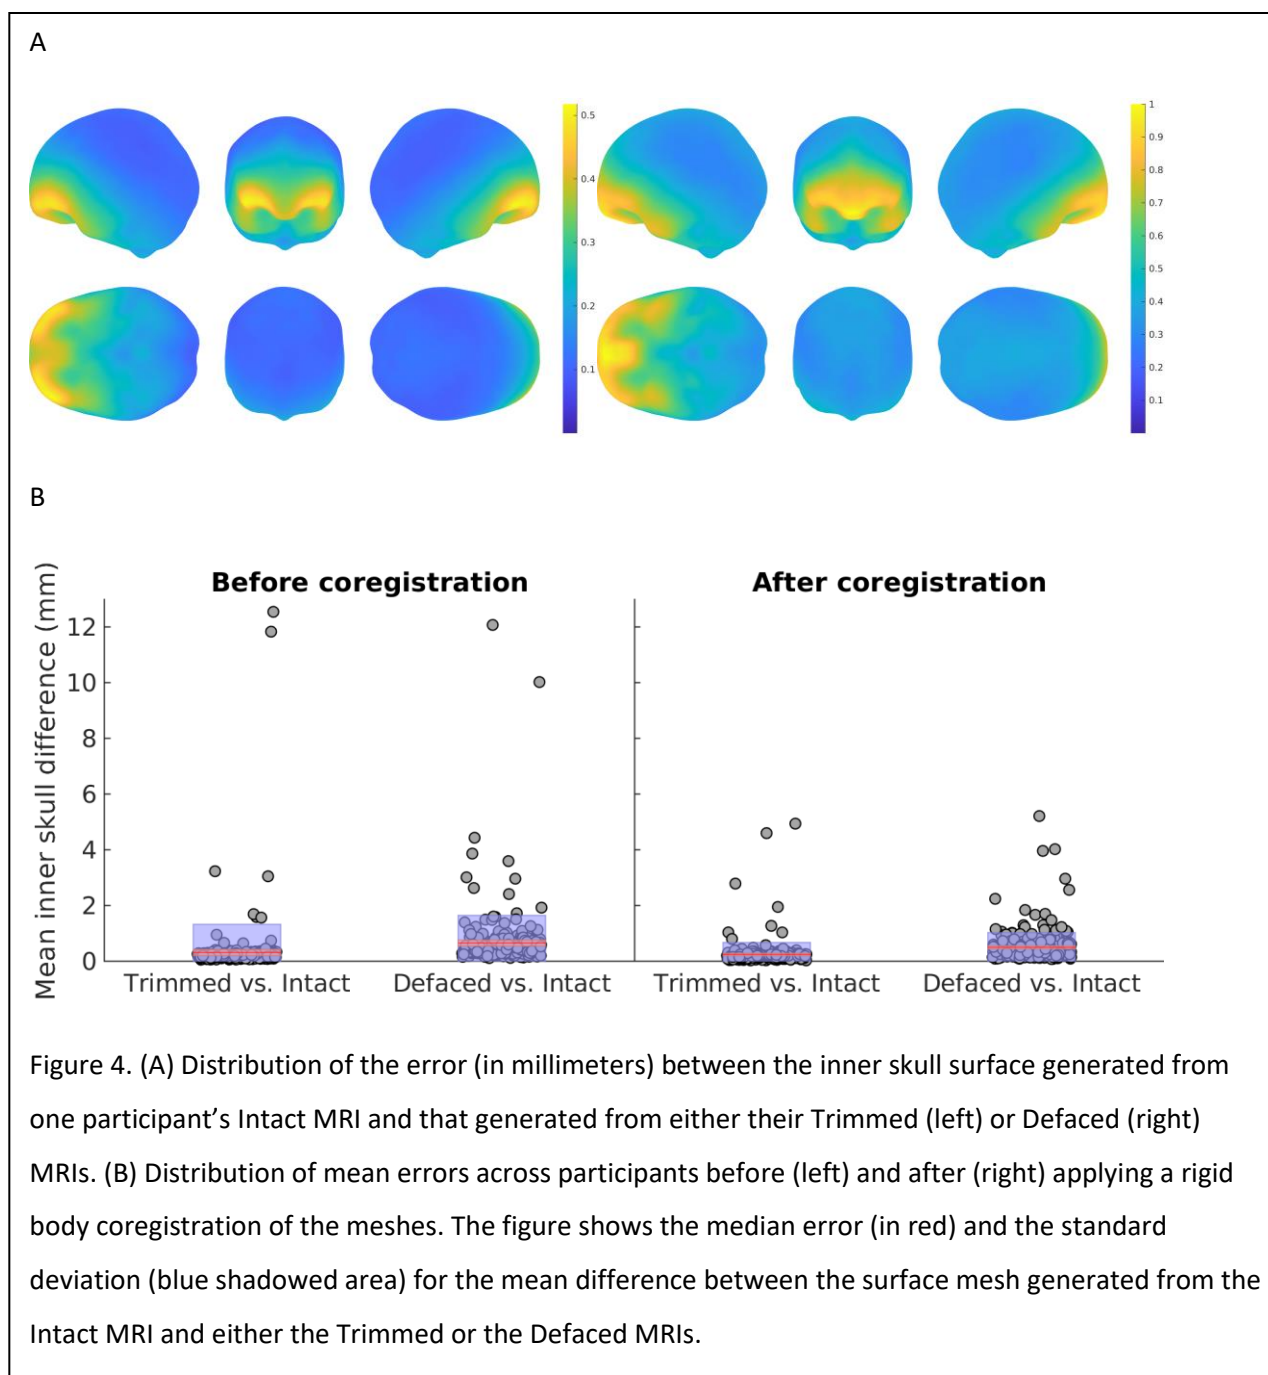 A
0.5
0.4
0.3
0.2
0.1
1
0.9
0.8
0.7
0.6
0.5
0.4
0.3
0.2
0.1
B
Before coregistration
After coregistration
Mean inner skull difference (mm)
12
10
8
6
4
2
0
Trimmed vs. Intact
Defaced vs. Intact
Trimmed vs. Intact
Defaced vs. Intact
Figure 4. (A) Distribution of the error (in millimeters) between the inner skull surface generated from
one participant’s Intact MRI and that generated from either their Trimmed (left) or Defaced (right)
MRIs. (B) Distribution of mean errors across participants before (left) and after (right) applying a rigid
body coregistration of the meshes. The figure shows the median error (in red) and the standard
deviation (blue shadowed area) for the mean difference between the surface mesh generated from the
Intact MRI and either the Trimmed or the Defaced MRIs.